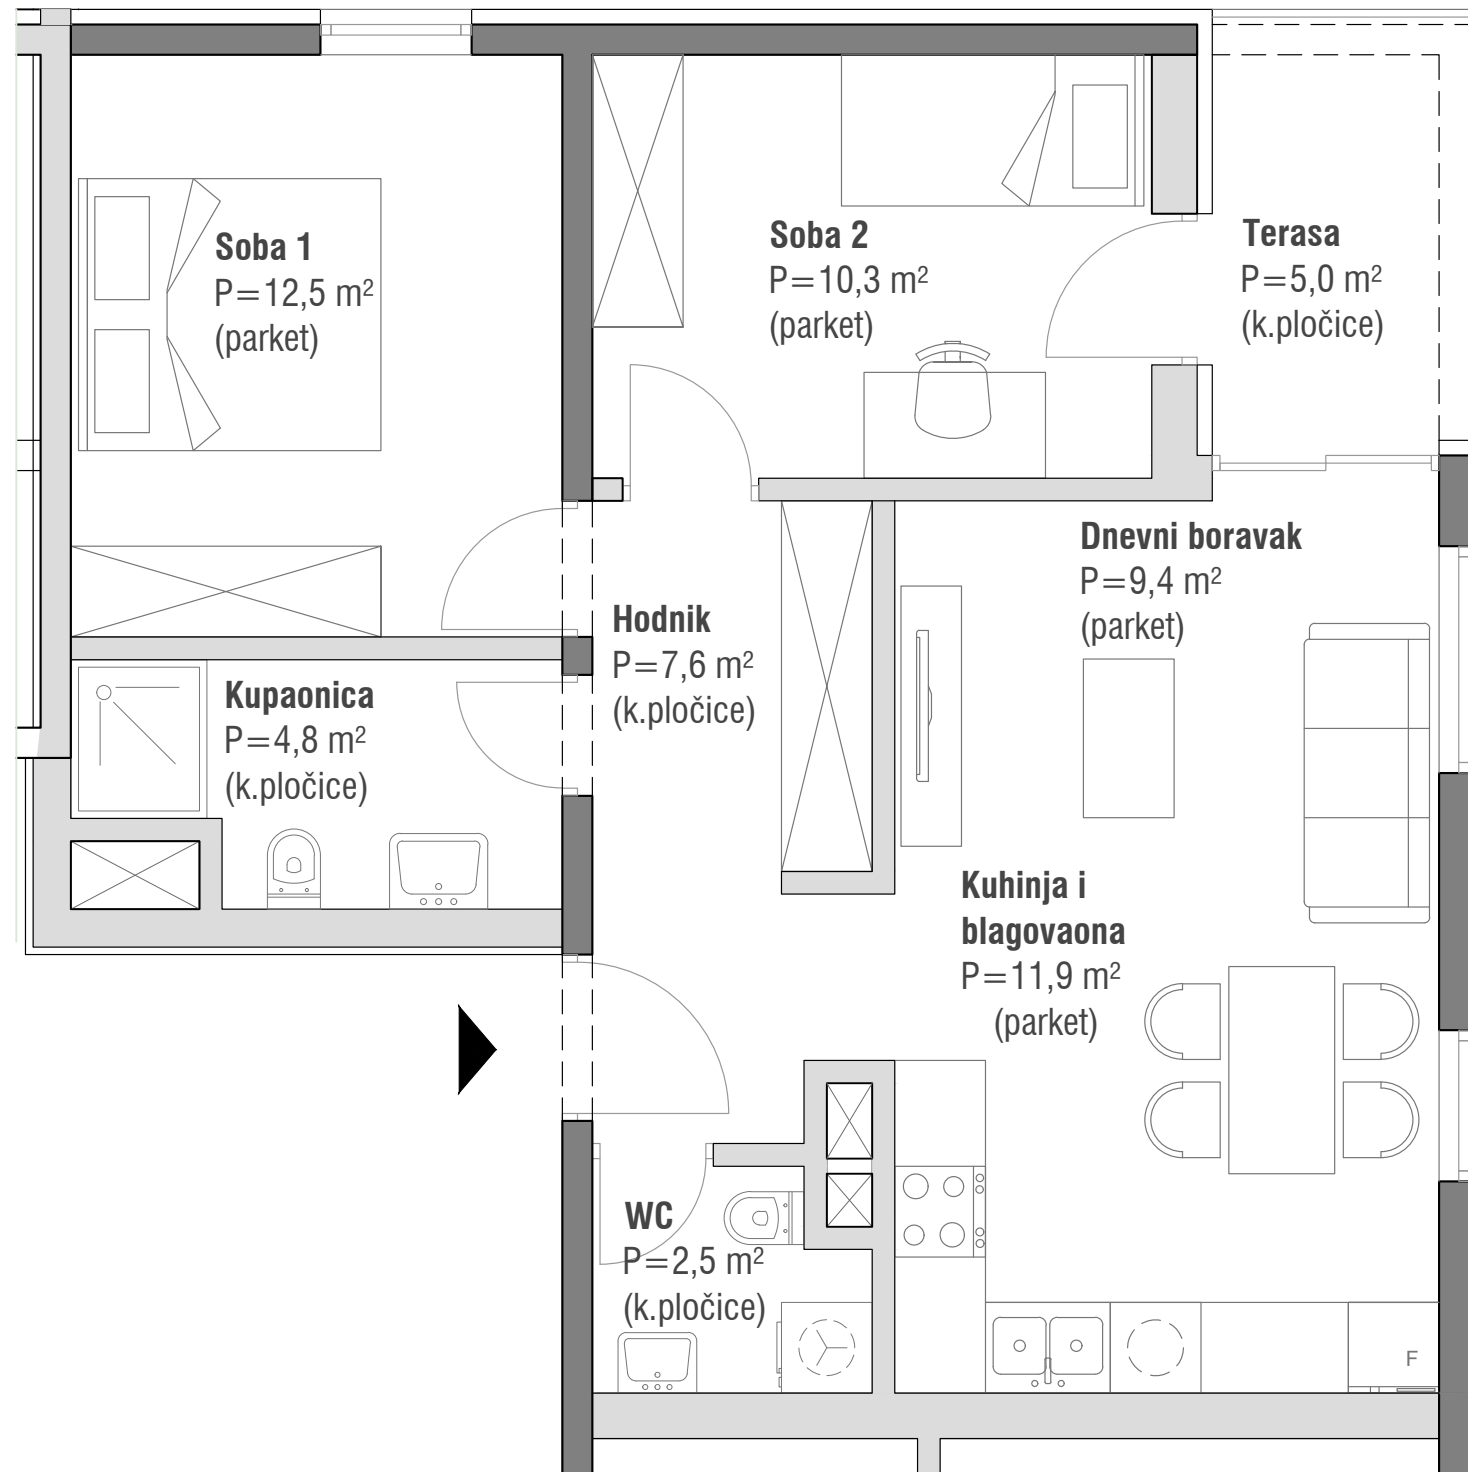 Soba 1
P=12,5 m²
(parket)
Soba 2
P=10,3 m²
(parket)
Terasa
P=5,0 m²
(k.pločice)
Dnevni boravak
P=9,4 m²
(parket)
Hodnik
P=7,6 m²
(k.pločice)
Kupaonica
P=4,8 m²
(k.pločice)
Kuhinja i
blagovaona
P=11,9 m²
(parket)
WC
P=2,5 m²
(k.pločice)
F